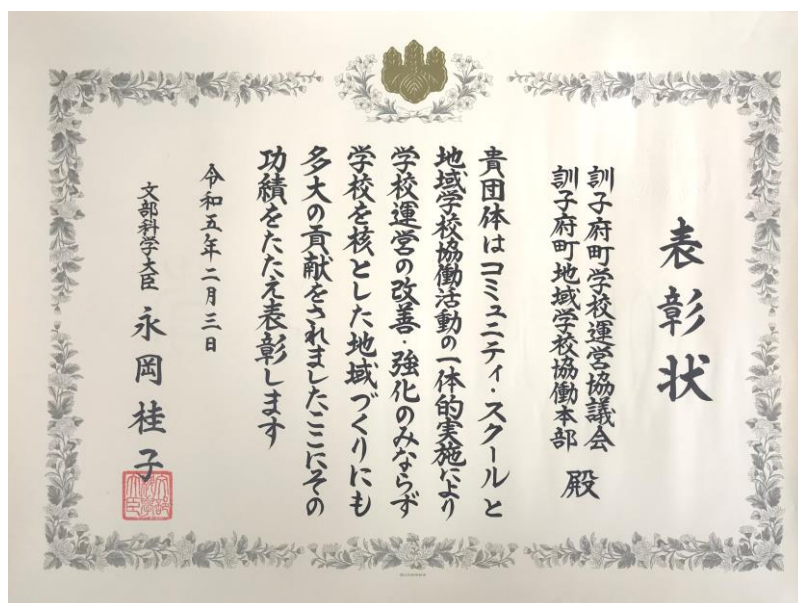 表彰状
訓子府町学校運営協議会
訓子府町地域学校協働本部 殿
貴団体はコミュニティ・スクールと
地域学校協働活動の一体的実施により
学校運営の改善・強化のみならず
学校を核とした地域づくりにも
多大の貢献をされましたここにその
功績をたたえ表彰します
令和五年二月三日
文部科学大臣 永岡桂子